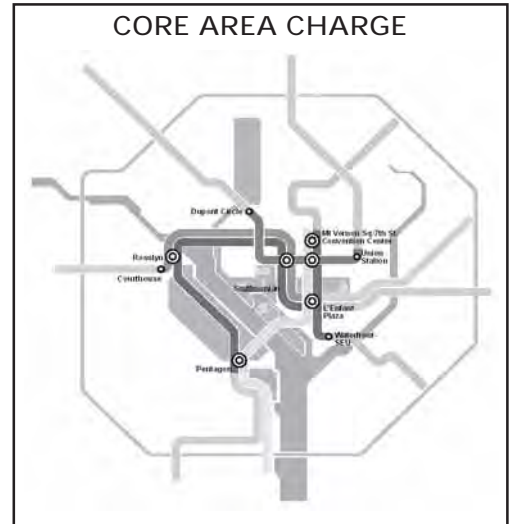 CORE AREA CHARGE
Dupont Circle
Mt Vernon Sq 7th St
Convention Center
Rosslyn
Union
Station
Courthouse
Smithsonian
L'Enfant
Plaza
Waterfront
SEU
Pentagon